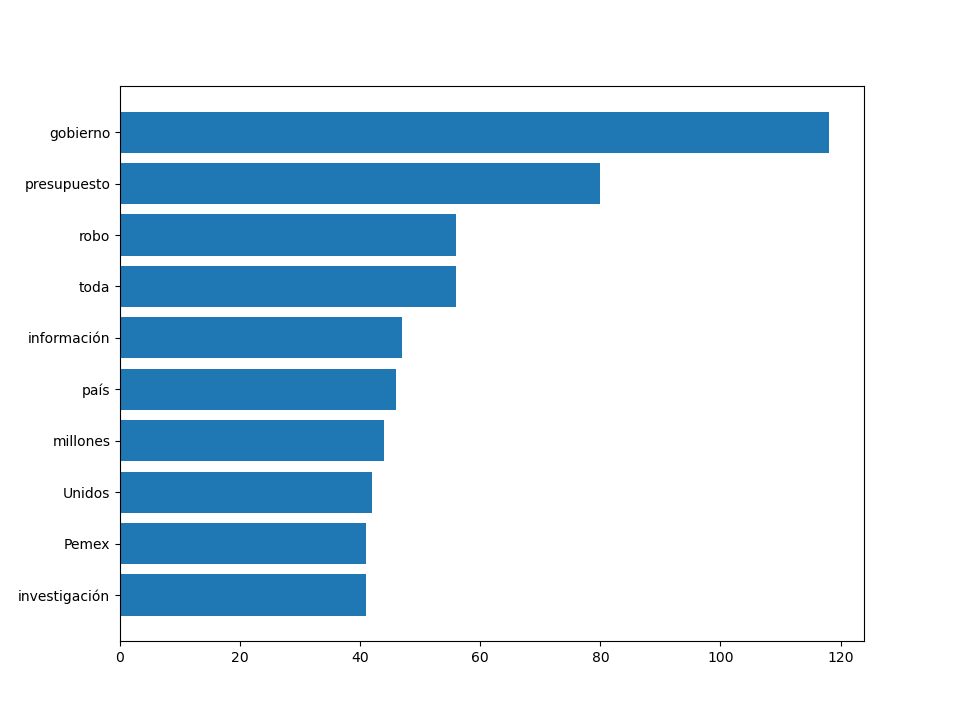 gobierno
presupuesto
robo
toda
información
país
millones
Unidos
Pemex
investigación
0 20 40 60 80 100 120